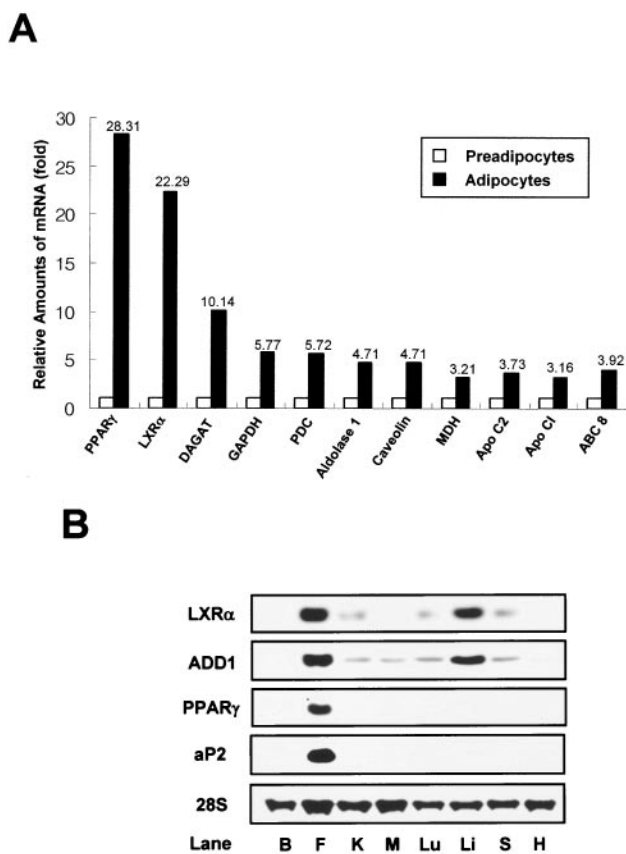 A
Relative Amounts of mRNA (fold)
30
25
20
15
10
5
0
28.31
22.29
10.14
5.77
5.72
4.71
4.71
3.21
3.73
3.16
3.92
Preadipocytes
Adipocytes
PPARγ
LXRα
DAGAT
GAPDH
PDC
Aldolase 1
Caveolin
MDH
Apo C2
Apo CI
ABC 8
B
LXRα
ADD1
PPARγ
aP2
28S
Lane B F K M Lu Li S H